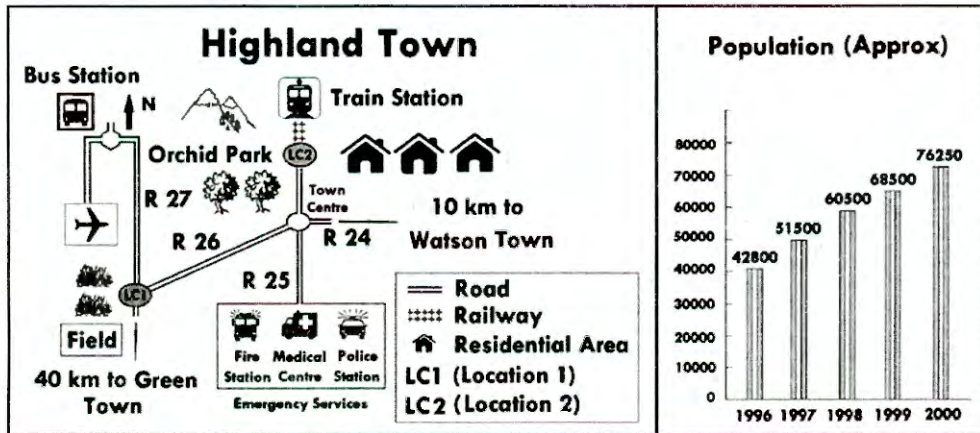 Highland Town
Bus Station
N
Train Station
Orchid Park
LC2
R 27
Town
Centre
10 km to
Watson Town
R 26
R 24
R 25
LC1
Field
40 km to Green
Town
Fire
Station
Medical
Centre
Police
Station
Emergency Services
Road
Railway
Residential Area
LC1 (Location 1)
LC2 (Location 2)
Population (Approx)
80000
70000
60000
50000
40000
30000
20000
10000
0
42800
51500
60500
68500
76250
1996 1997 1998 1999 2000